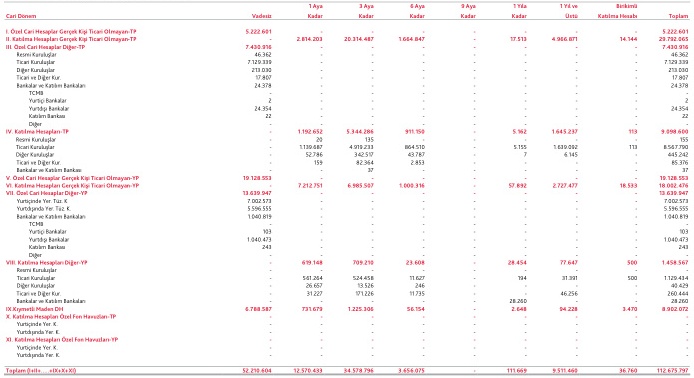 1 Aya 3 Aya 6 Aya 9 Aya 1 Yıla 1 Yıl ve Birikimli
Cari Dönem Vadesiz Kadar Kadar Kadar Kadar Kadar Üstü Katılma Hesabı Toplam
I. Özel Cari Hesaplar Gerçek Kişi Ticari Olmayan-TP 5.222.601 - - - - - - - 5.222.601
II. Katılma Hesapları Gerçek Kişi Ticari Olmayan-TP - 2.814.203 20.314.487 1.664.847 - 17.513 4.966.871 14.144 29.792.065
III. Özel Cari Hesap Diğer-TP 7.430.916 - - - - - - - 7.430.916
Resmi Kuruluşlar 46.362 - - - - - - - 46.362
Ticari Kuruluşlar 7.129.339 - - - - - - - 7.129.339
Diğer Kuruluşlar 213.030 - - - - - - - 213.030
Ticari ve Diğer Kur. 17.807 - - - - - - - 17.807
Bankalar ve Katılım Bankaları 24.378 - - - - - - - 24.378
TCMB - - - - - - - - -
Yurtiçi Bankalar 2 - - - - - - - 2
Yurtdışı Bankalar 24.354 - - - - - - - 24.354
Katılım Bankası 22 - - - - - - - 22
Diğer - - - - - - - - -
IV. Katılma Hesapları-TP - 1.192.652 5.344.286 911.150 - 5.162 1.645.237 113 9.098.600
Resmi Kuruluşlar - 20 135 - - - - - 155
Ticari Kuruluşlar - 1.139.687 4.919.233 864.510 - 5.155 1.639.092 113 8.567.790
Diğer Kuruluşlar - 52.786 342.517 43.787 - 7 6.145 - 445.242
Ticari ve Diğer Kur. - 159 82.364 2.853 - - - - 85.376
Bankalar ve Katılım Bankası - - 37 - - - - - 37
V. Özel Cari Hesaplar Gerçek Kişi Ticari Olmayan-YP 19.128.553 - - - - - - - 19.128.553
VI. Katılma Hesapları Gerçek Kişi Ticari Olmayan-YP - 7.212.751 6.985.507 1.000.316 - 57.892 2.727.477 18.533 18.002.476
VII. Özel Cari Hesaplar Diğer-YP 13.639.947 - - - - - - - 13.639.947
Yurtiçinde Yer. Tüz. K 7.002.573 - - - - - - - 7.002.573
Yurtdışında Yer. Tüz. K 5.596.555 - - - - - - - 5.596.555
Bankalar ve Katılım Bankaları 1.040.819 - - - - - - - 1.040.819
TCMB - - - - - - - - -
Yurtiçi Bankalar 103 - - - - - - - 103
Yurtdışı Bankalar 1.040.473 - - - - - - - 1.040.473
Katılım Bankası 243 - - - - - - - 243
Diğer - - - - - - - - -
VIII. Katılma Hesapları Diğer-YP - 619.148 709.210 23.608 - 28.454 77.647 500 1.458.567
Resmi Kuruluşlar - - - - - - - - -
Ticari Kuruluşlar - 561.264 524.458 11.627 - 194 31.391 500 1.129.434
Diğer Kuruluşlar - 26.657 13.526 246 - - - - 40.429
Ticari ve Diğer Kur. - 31.227 171.226 11.735 - - 46.256 - 260.444
Bankalar ve Katılım Bankaları - - - - - 28.260 - - 28.260
IX Kıymetli Maden DH 6.788.587 731.679 1.225.306 56.154 - 2.648 94.228 3.470 8.902.072
X. Katılma Hesapları Özel Fon Havuzları-TP - - - - - - - - -
Yurtiçinde Yer. K. - - - - - - - - -
Yurtdışında Yer. K. - - - - - - - - -
XI. Katılma Hesapları Özel Fon Havuzları-YP - - - - - - - - -
Yurtiçinde Yer. K. - - - - - - - - -
Yurtdışında Yer. K. - - - - - - - - -
Toplam (I+II+.....+IX+X+XI) 52.210.604 12.570.433 34.578.796 3.656.075 - 111.669 9.511.460 36.760 112.675.797